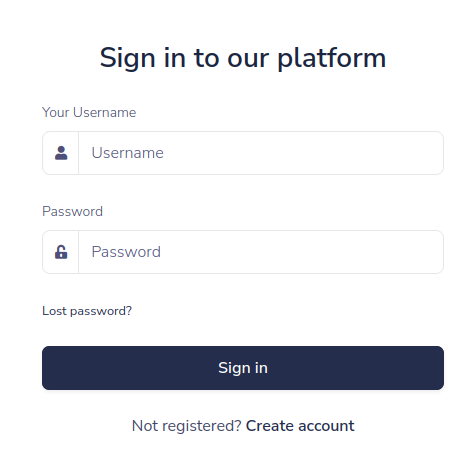 Sign in to our platform
Your Username
Username
Password
Password
Lost password?
Sign in
Not registered? Create account